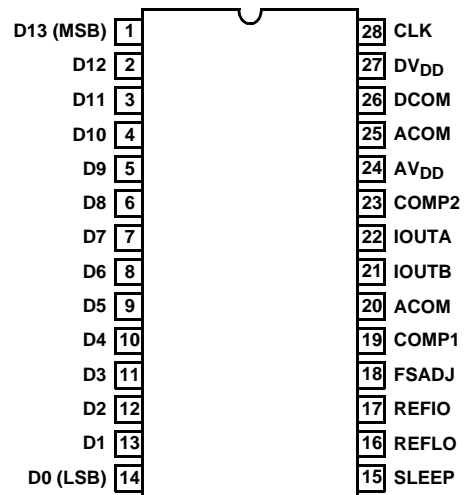 D13 (MSB) 1 28 CLK
D12 2 27 DVDD
D11 3 26 DCOM
D10 4 25 ACOM
D9 5 24 AVDD
D8 6 23 COMP2
D7 7 22 IOUTA
D6 8 21 IOUTB
D5 9 20 ACOM
D4 10 19 COMP1
D3 11 18 FSADJ
D2 12 17 REFIO
D1 13 16 REFLO
D0 (LSB) 14 15 SLEEP